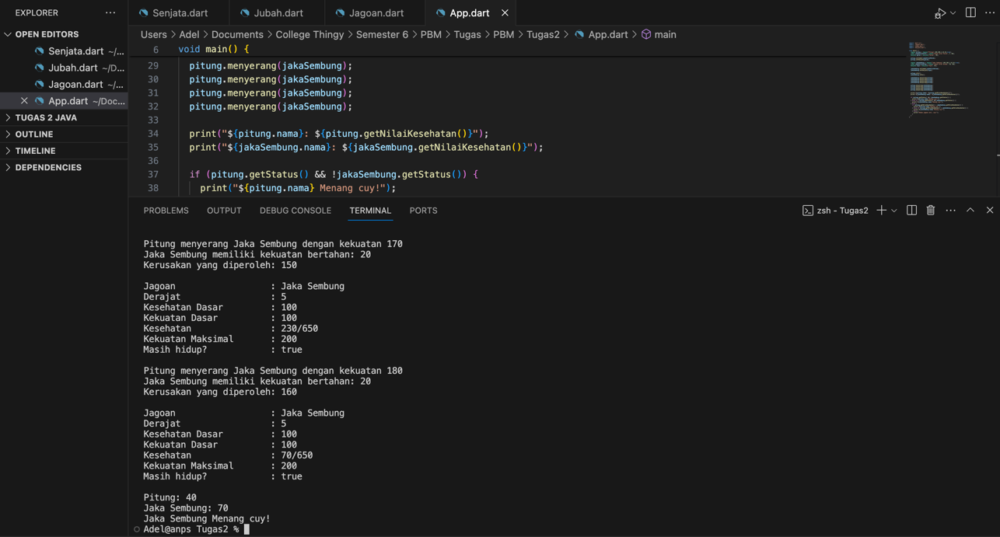 EXPLORER ...
Senjata.dart Jubah.dart Jagoan.dart App.dart
OPEN EDITORS
Senjata.dart ~/...
Jubah.dart ~/D...
Jagoan.dart ~/...
App.dart ~/Doc...
TUGAS 2 JAVA
OUTLINE
TIMELINE
DEPENDENCIES
Users > Adel > Documents > College Thingy > Semester 6 > PBM > Tugas > PBM > Tugas2 > App.dart > main
6 void main() {
29 pitung.menyerang(jakaSembung);
30 pitung.menyerang(jakaSembung);
31 pitung.menyerang(jakaSembung);
32 pitung.menyerang(jakaSembung);
33
34 print("${pitung.nama}: ${pitung.getNilaiKesehatan()}");
35 print("${jakaSembung.nama}: ${jakaSembung.getNilaiKesehatan()}");
36
37 if (pitung.getStatus() && !jakaSembung.getStatus()) {
38 print("${pitung.nama} Menang cuy!");
PROBLEMS OUTPUT DEBUG CONSOLE TERMINAL PORTS
zsh - Tugas2
Pitung menyerang Jaka Sembung dengan kekuatan 170
Jaka Sembung memiliki kekuatan bertahan: 20
Kerusakan yang diperoleh: 150
Jagoan : Jaka Sembung
Derajat : 5
Kesehatan Dasar : 100
Kekuatan Dasar : 100
Kesehatan : 230/650
Kekuatan Maksimal : 200
Masih hidup? : true
Pitung menyerang Jaka Sembung dengan kekuatan 180
Jaka Sembung memiliki kekuatan bertahan: 20
Kerusakan yang diperoleh: 160
Jagoan : Jaka Sembung
Derajat : 5
Kesehatan Dasar : 100
Kekuatan Dasar : 100
Kesehatan : 70/650
Kekuatan Maksimal : 200
Masih hidup? : true
Pitung: 40
Jaka Sembung: 70
Jaka Sembung Menang cuy!
Adel@anps Tugas2 %